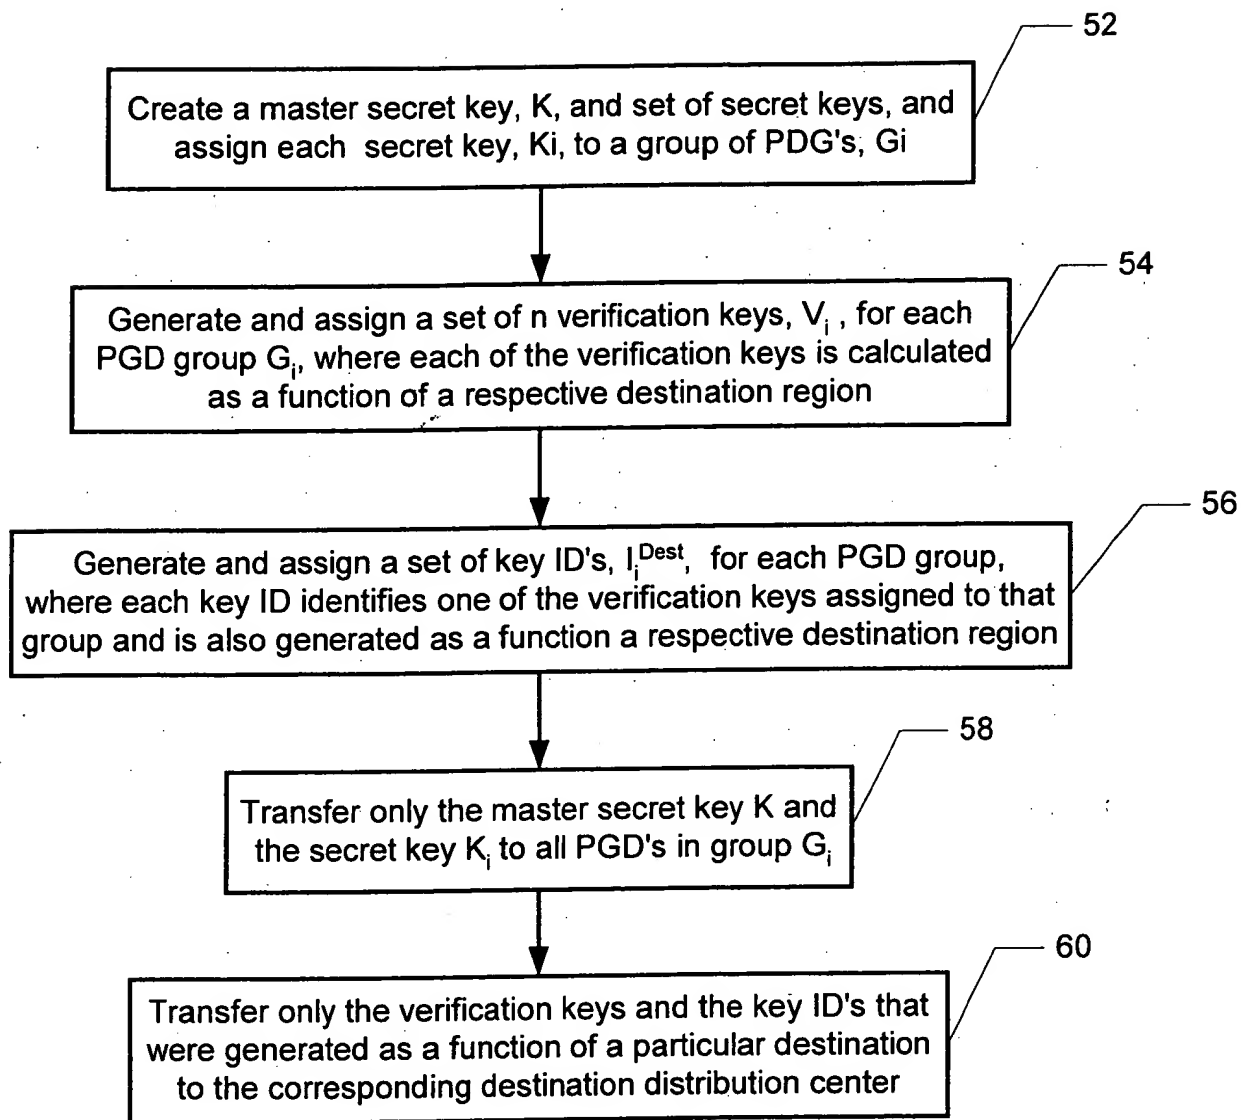 52
Create a master secret key, K, and set of secret keys, and
assign each secret key, Ki, to a group of PDG's, Gi
54
Generate and assign a set of n verification keys, Vi , for each
PGD group Gi, where each of the verification keys is calculated
as a function of a respective destination region
56
Generate and assign a set of key ID's, Ii^Dest, for each PGD group,
where each key ID identifies one of the verification keys assigned to that
group and is also generated as a function a respective destination region
58
Transfer only the master secret key K and
the secret key Ki to all PGD's in group Gi
60
Transfer only the verification keys and the key ID's that
were generated as a function of a particular destination
to the corresponding destination distribution center